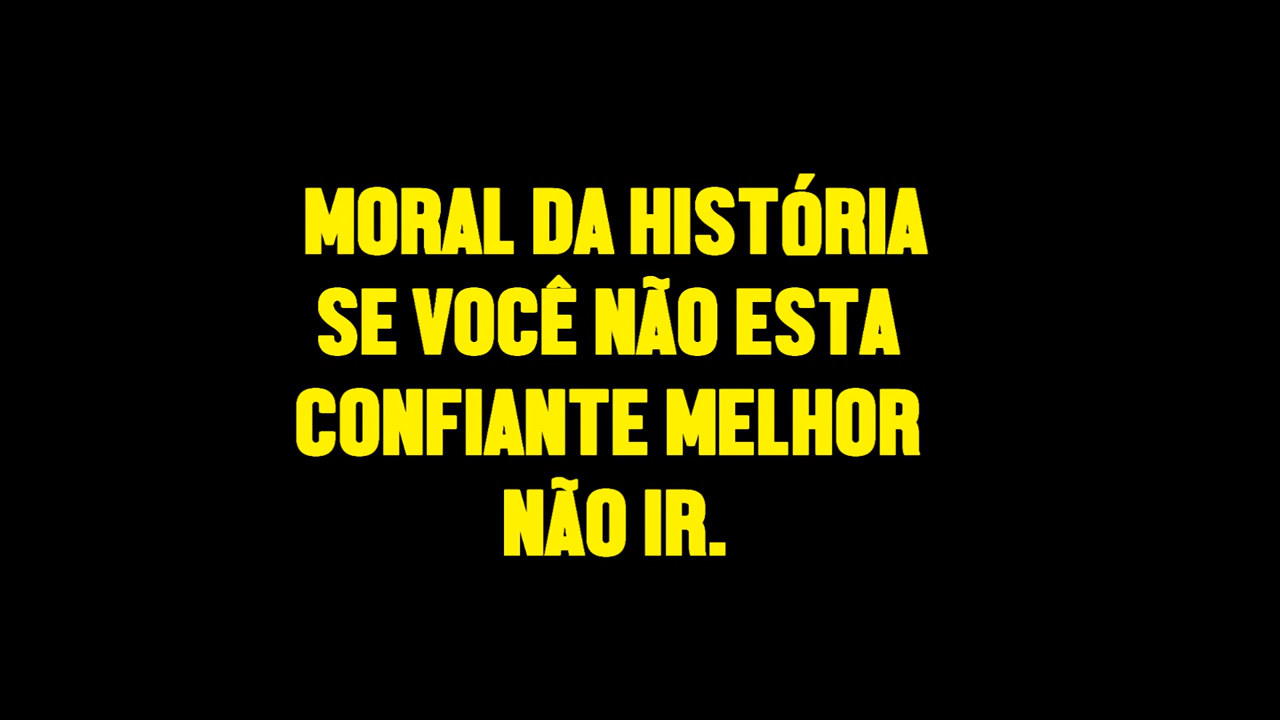 MORAL DA HISTÓRIA
SE VOCÊ NÃO ESTA
CONFIANTE MELHOR
NÃO IR.